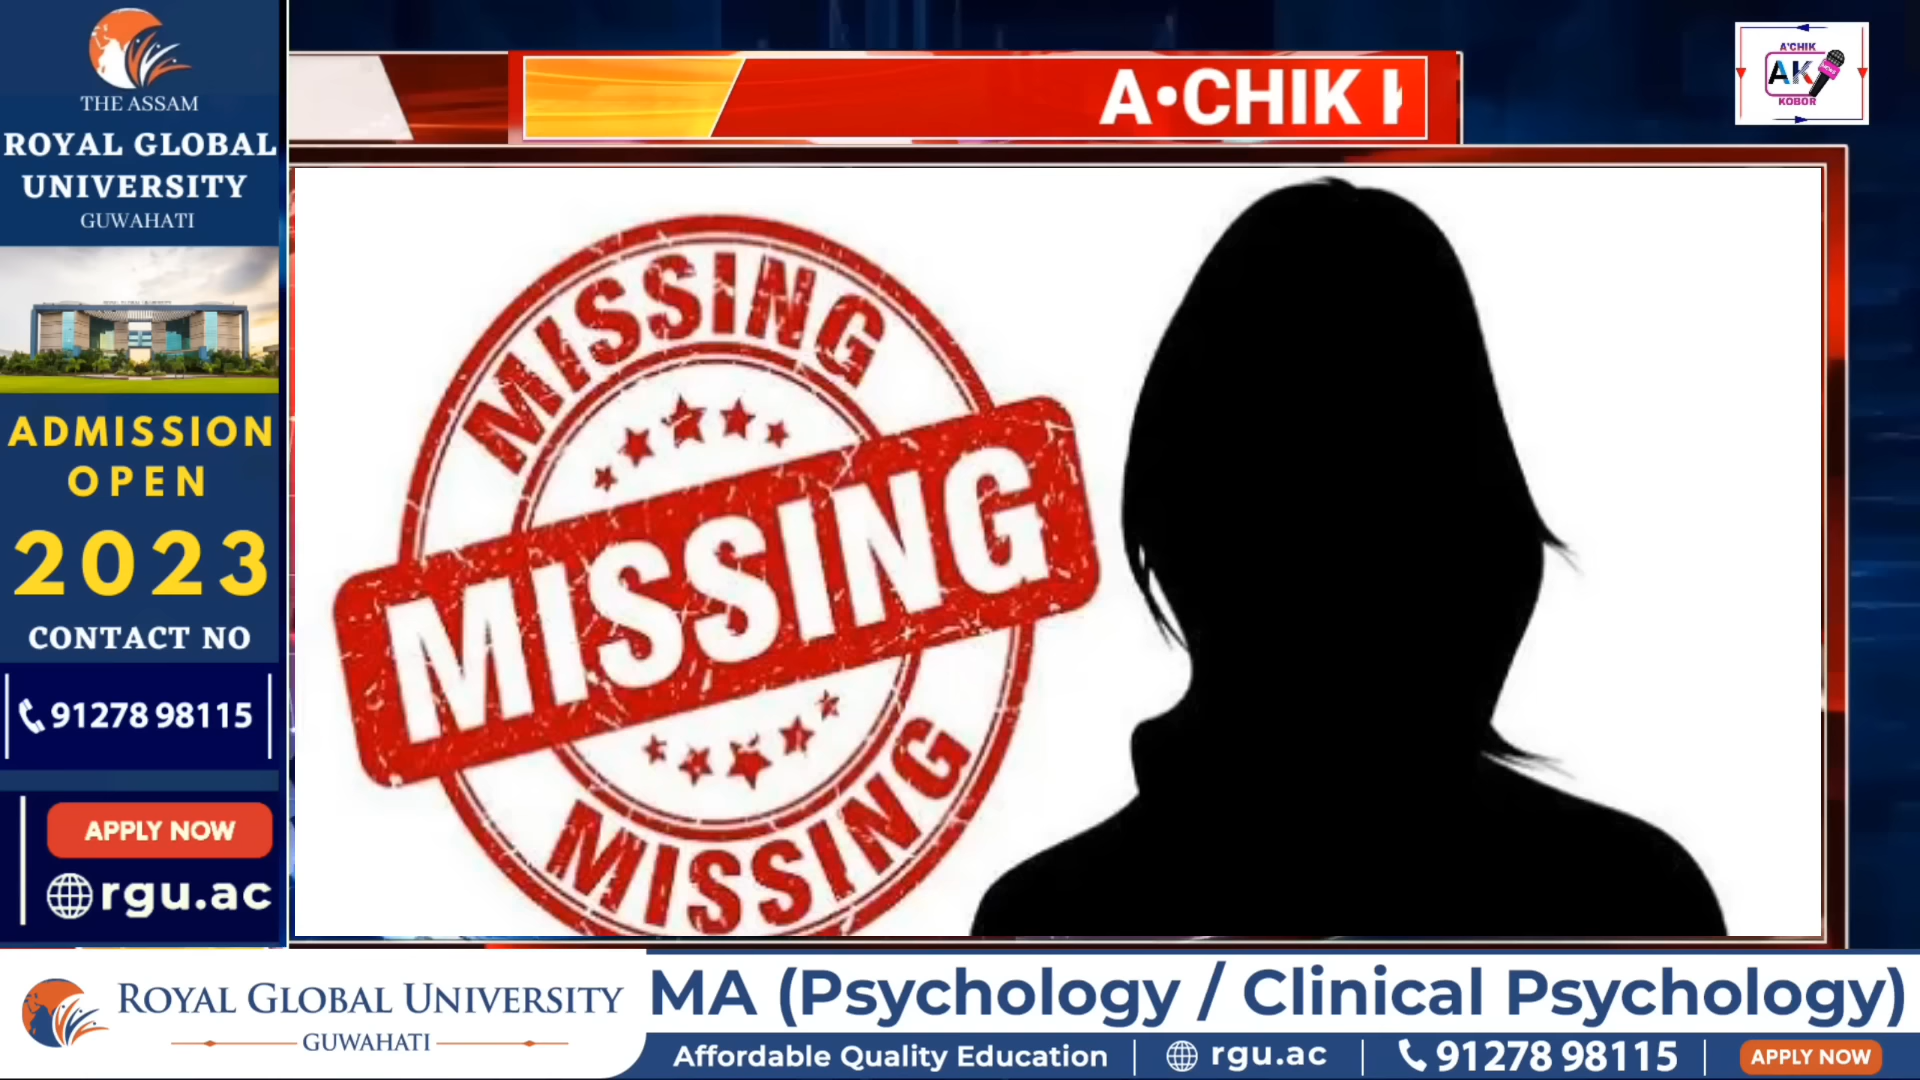 THE ASSAM
ROYAL GLOBAL
UNIVERSITY
GUWAHATI
ADMISSION
OPEN
2023
CONTACT NO
91278 98115
APPLY NOW
rgu.ac
A•CHIK
A'CHIK
AK
KOBOR
MISSING
MISSING
MISSING
ROYAL GLOBAL UNIVERSITY
GUWAHATI
MA (Psychology / Clinical Psychology)
Affordable Quality Education | rgu.ac | 91278 98115 | APPLY NOW